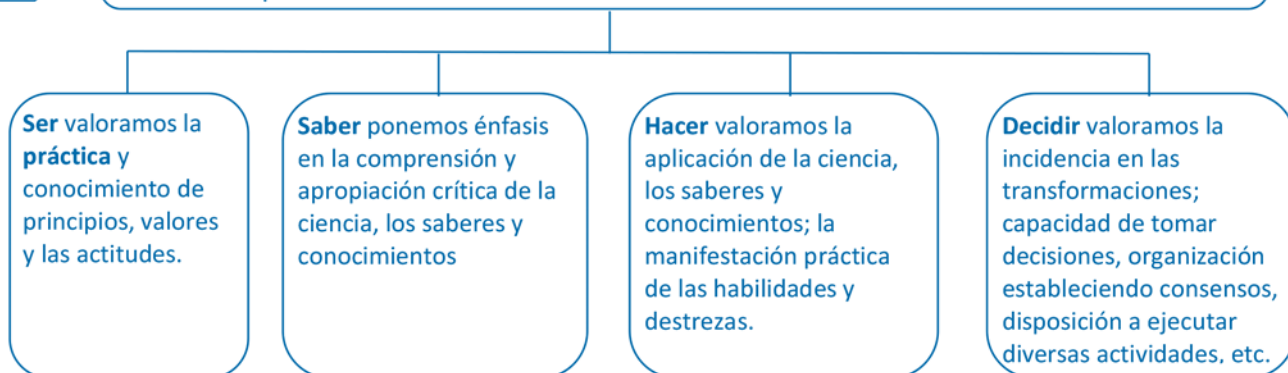 Ser valoramos la
práctica y
conocimiento de
principios, valores
y las actitudes.
Saber ponemos énfasis
en la comprensión y
apropiación crítica de la
ciencia, los saberes y
conocimientos
Hacer valoramos la
aplicación de la ciencia,
los saberes y
conocimientos; la
manifestación práctica
de las habilidades y
destrezas.
Decidir valoramos la
incidencia en las
transformaciones;
capacidad de tomar
decisiones, organización
estableciendo consensos,
disposición a ejecutar
diversas actividades, etc.